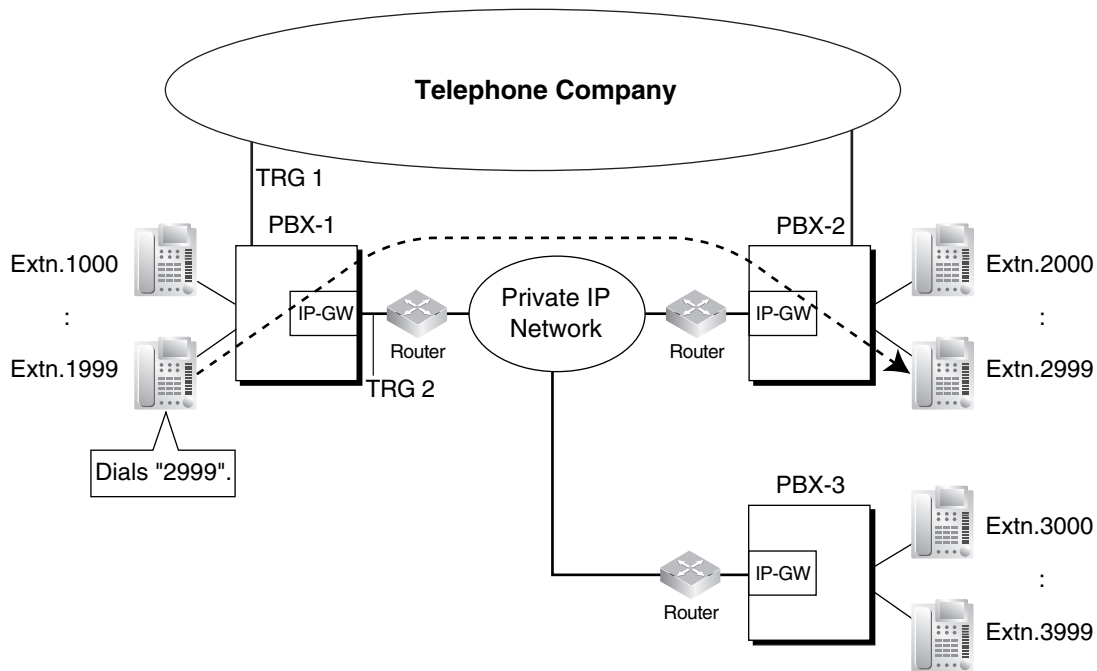 Telephone Company
TRG 1
PBX-1
PBX-2
Extn.1000
:
Extn.1999
IP-GW
Router
TRG 2
Private IP
Network
Router
IP-GW
Extn.2000
:
Extn.2999
Dials "2999".
PBX-3
Router
IP-GW
Extn.3000
:
Extn.3999